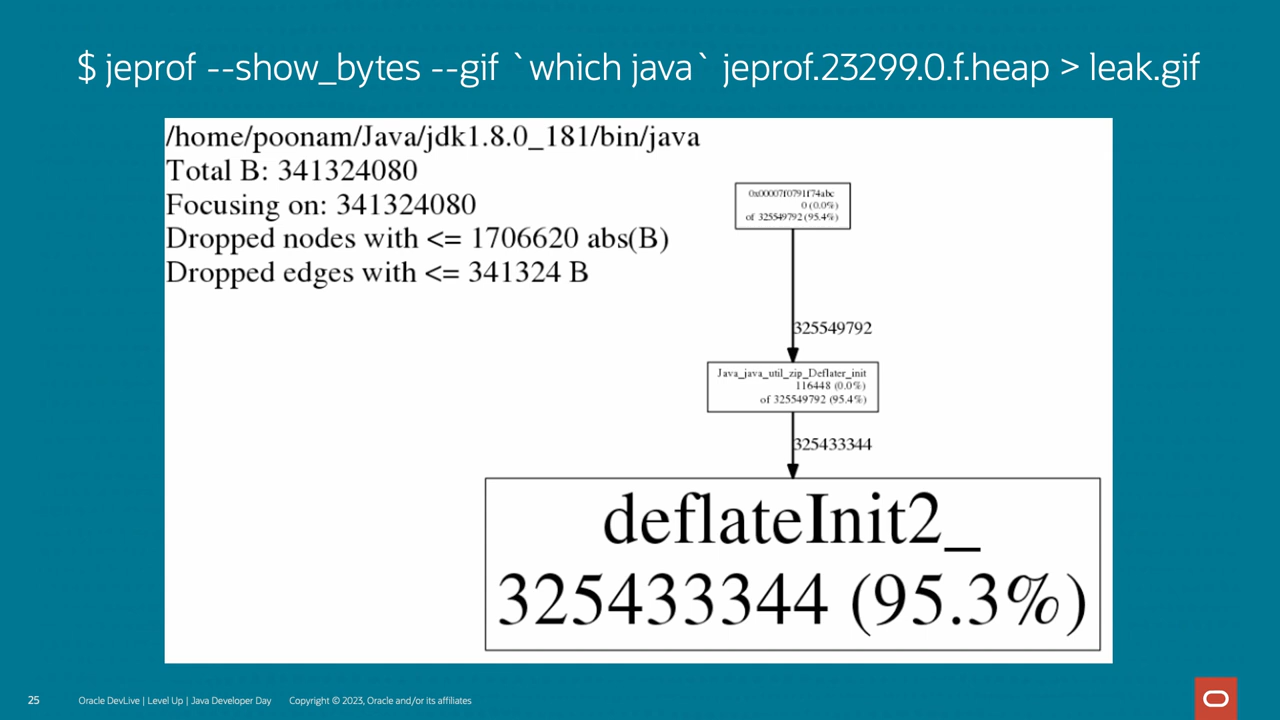 $ jeprof --show_bytes --gif `which java` jeprof.23299.0.f.heap > leak.gif
/home/poonam/Java/jdk1.8.0_181/bin/java
Total B: 341324080
Focusing on: 341324080
Dropped nodes with <= 1706620 abs(B)
Dropped edges with <= 341324 B
0x00007f0791f74abc
0 (0.0%)
of 325549792 (95.4%)
325549792
Java_java_util_zip_Deflater_init
116448 (0.0%)
of 325549792 (95.4%)
325433344
deflateInit2_
325433344 (95.3%)
25
Oracle DevLive | Level Up | Java Developer Day
Copyright © 2023, Oracle and/or its affiliates